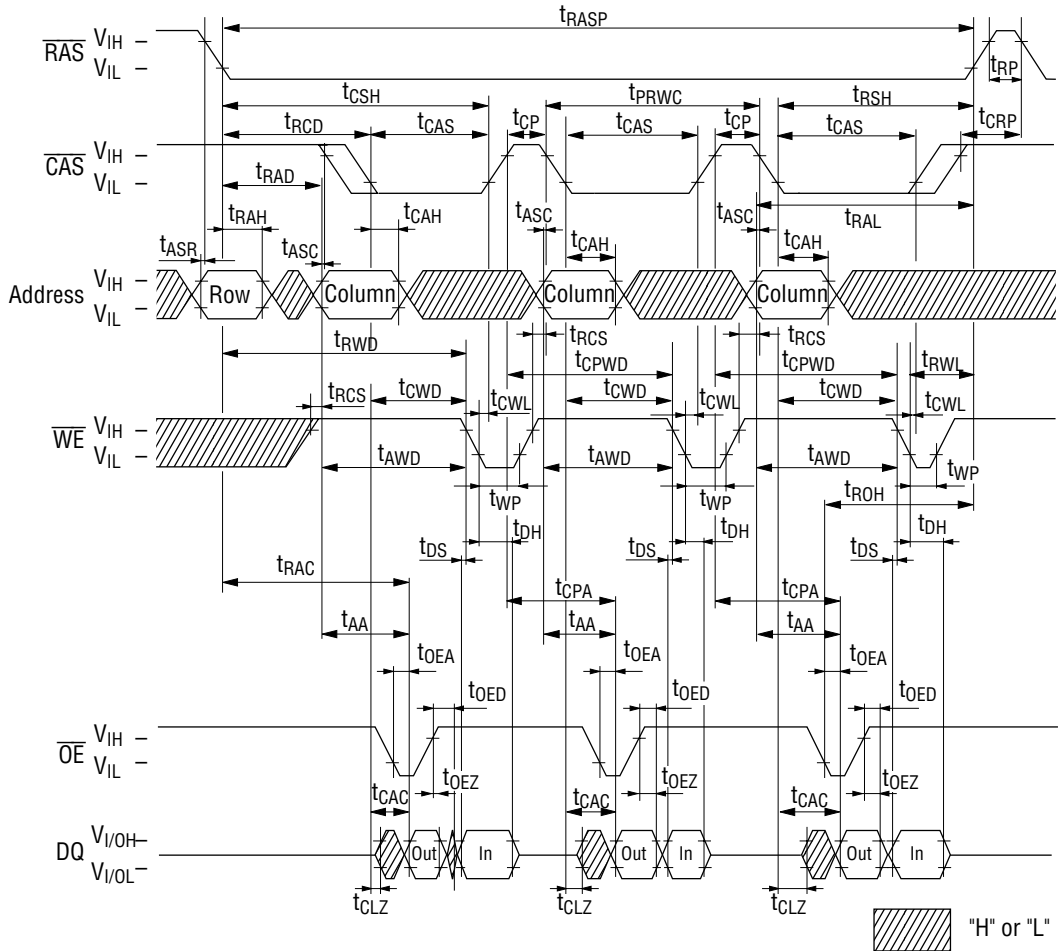 tRASP
RAS VIH
VIL
tRP
tCSH tPRWC tRSH
tRCD tCAS tCP tCAS tCP tCAS tCRP
CAS VIH
VIL
tRAD
tRAH tCAH tASC tASC tRAL
tASR tASC tCAH tCAH
Address VIH
VIL
Row Column Column Column
tRWD tRCS tCPWD tRCS tCPWD tRWL
tRCS tCWD tCWL tCWD tCWL tCWD tCWL
WE VIH
VIL
tAWD tAWD tAWD
tWP tWP tROH tWP
tDH tDH tDH
tDS tDS tDS
tRAC tCPA tCPA
tAA tAA tAA
tOEA tOEA tOEA
tOED tOED tOED
OE VIH
VIL
tOEZ tOEZ tOEZ
tCAC tCAC tCAC
DQ VI/OH
VI/OL
Out In Out In Out In
tCLZ tCLZ tCLZ
"H" or "L"